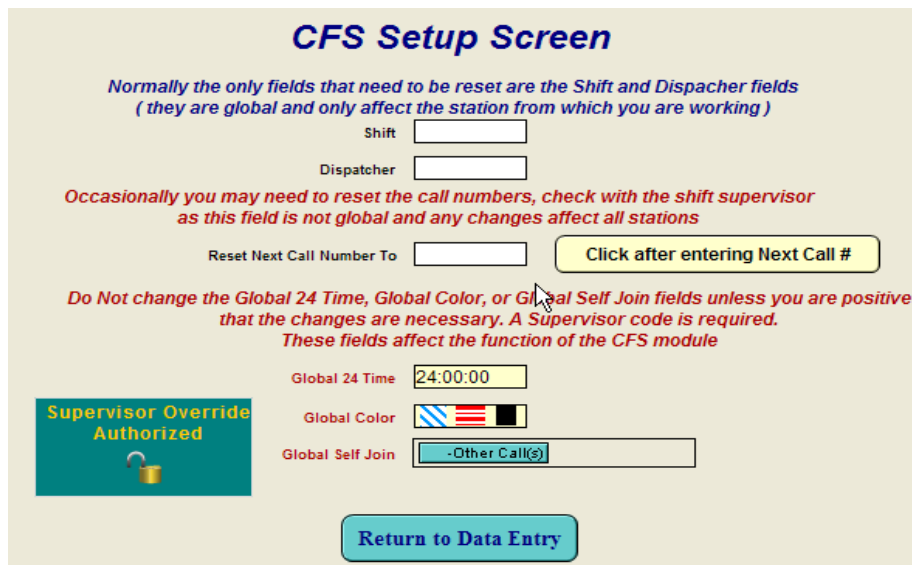 CFS Setup Screen
Normally the only fields that need to be reset are the Shift and Dispacher fields
( they are global and only affect the station from which you are working )
Shift
Dispatcher
Occasionally you may need to reset the call numbers, check with the shift supervisor
as this field is not global and any changes affect all stations
Reset Next Call Number To
Click after entering Next Call #
Do Not change the Global 24 Time, Global Color, or Global Self Join fields unless you are positive
that the changes are necessary. A Supervisor code is required.
These fields affect the function of the CFS module
Global 24 Time
24:00:00
Supervisor Override
Authorized
Global Color
Global Self Join
-Other Call(s)
Return to Data Entry